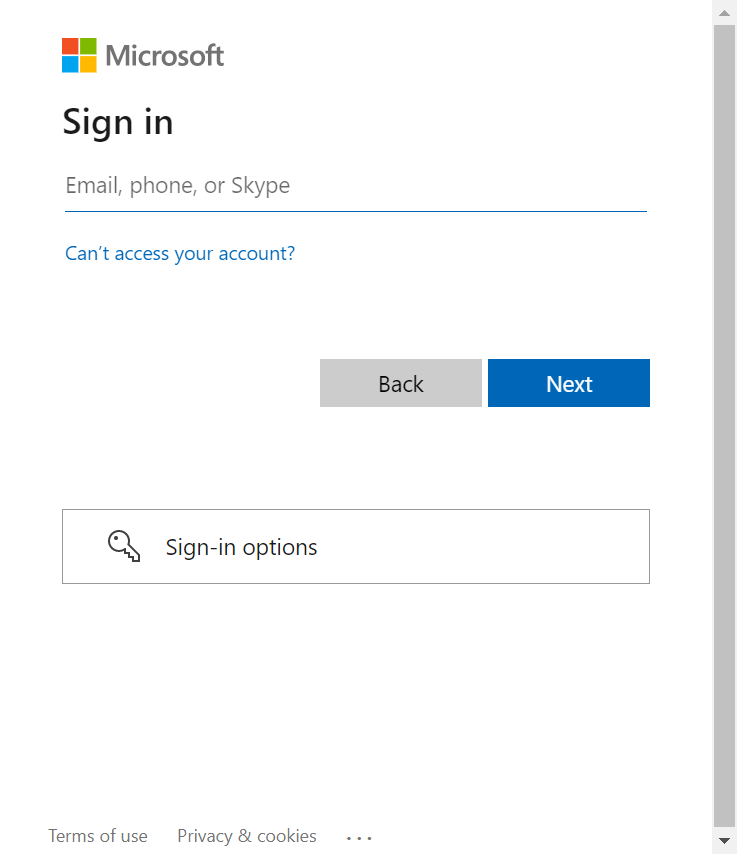 Microsoft
Sign in
Email, phone, or Skype
Can't access your account?
Back Next
Sign-in options
Terms of use Privacy & cookies ...